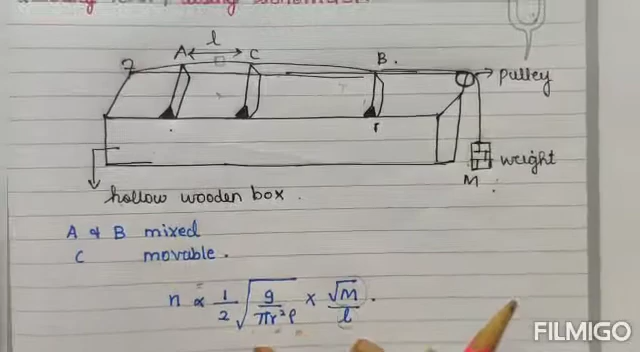 l
A C B.
pulley
weight
M
hollow wooden box.
A & B mixed
C movable.
n ∝ 1/2 √(g/πr²ρ) × √M/l.
FILMIGO